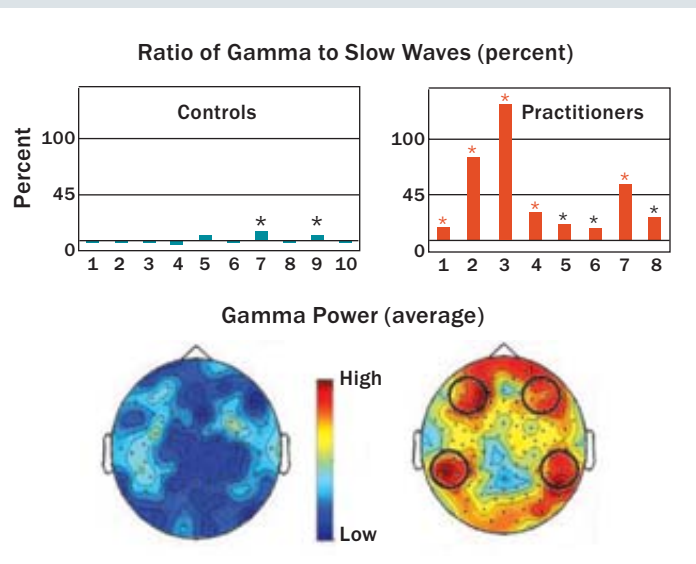 Ratio of Gamma to Slow Waves (percent)
Controls
Practitioners
Percent
100
45
0
* *
1 2 3 4 5 6 7 8 9 10
100
45
0
* * * * * * * *
1 2 3 4 5 6 7 8
Gamma Power (average)
High
Low